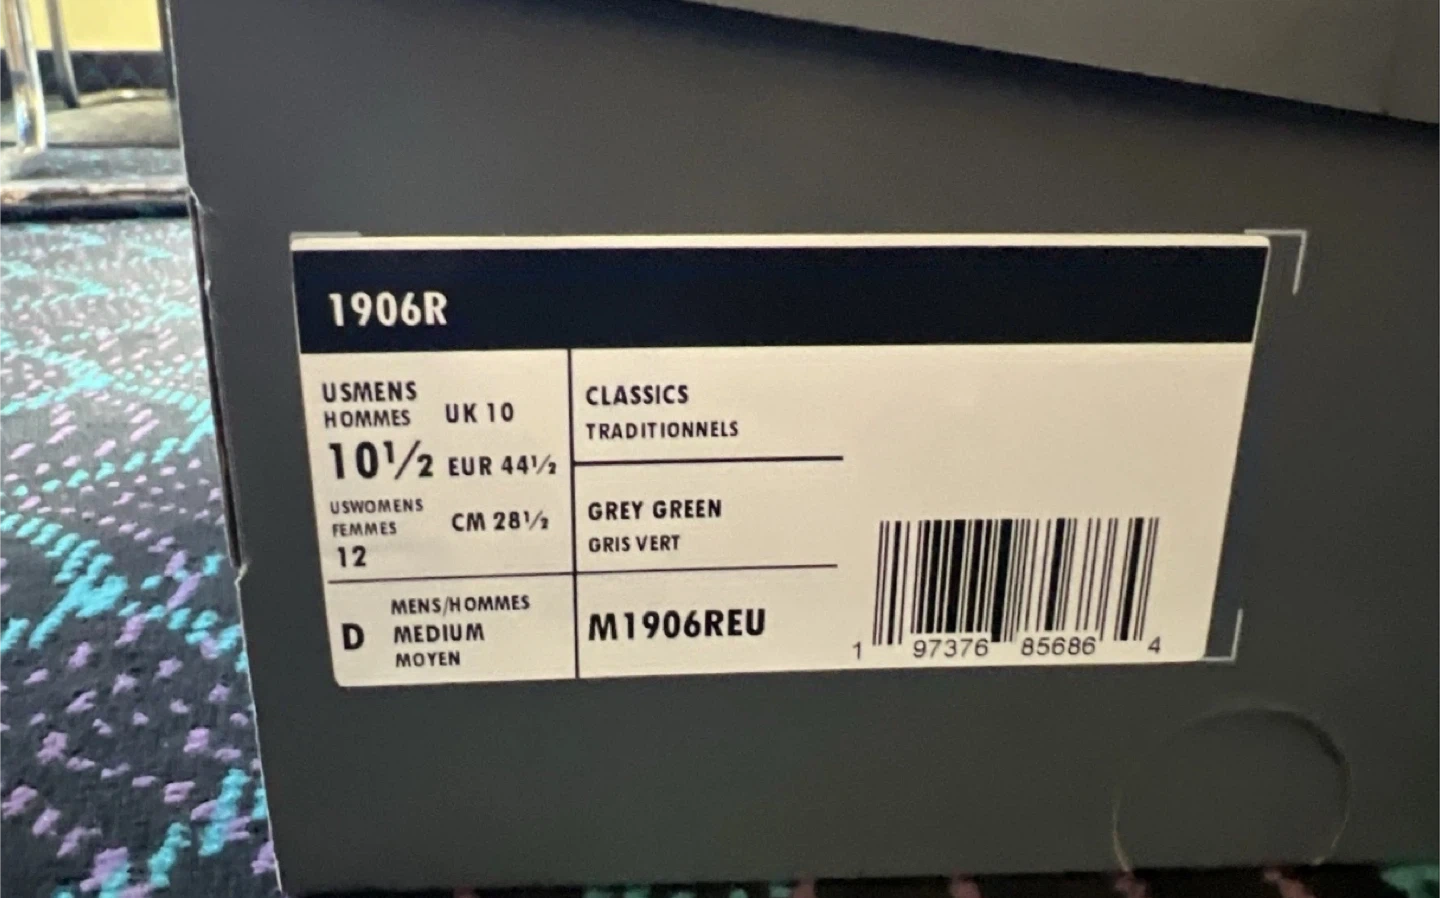 1906R
USMENS
HOMMES
10½
UK 10
EUR 44½
USWOMENS
FEMMES
12
CM 28½
D
MENS/HOMMES
MEDIUM
MOYEN
CLASSICS
TRADITIONNELS
GREY GREEN
GRIS VERT
M1906REU
1 97376 85686 4